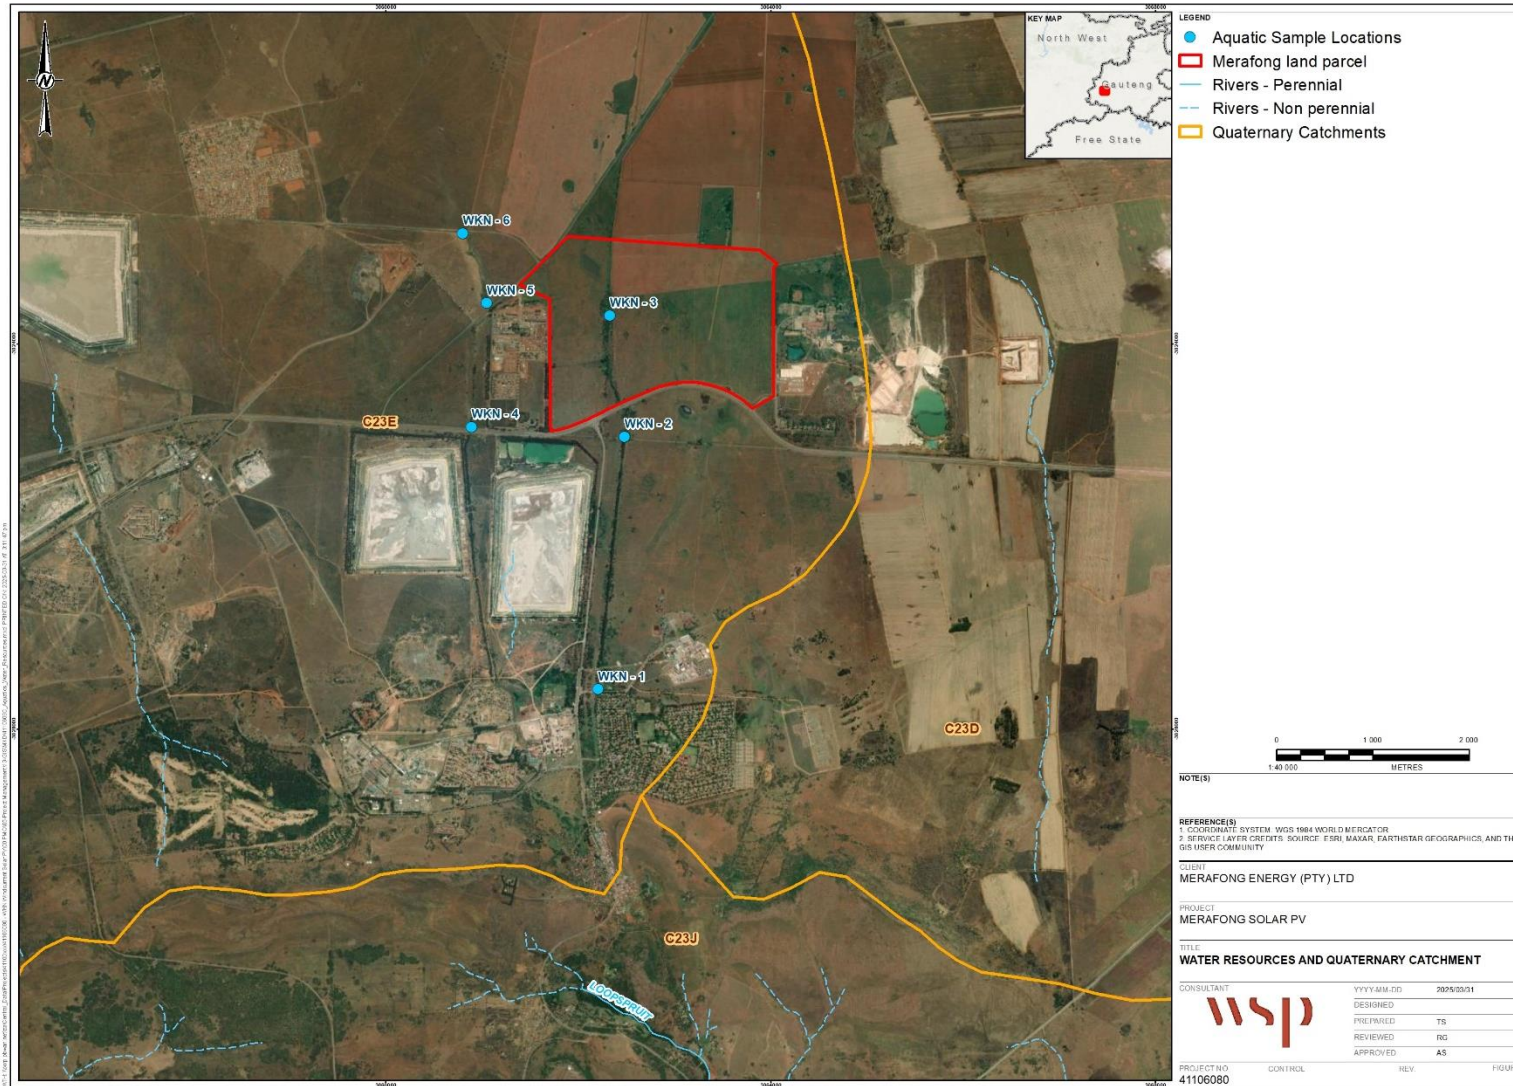 KEY MAP
North West
Gauteng
Free State
N
WKN - 6
WKN - 5
WKN - 3
WKN - 4
WKN - 2
WKN - 1
C23E
C23D
C23J
LOOPSPRUIT
LEGEND
Aquatic Sample Locations
Merafong land parcel
Rivers - Perennial
Rivers - Non perennial
Quaternary Catchments
0 1 000 2 000
1:40 000 METRES
NOTE(S)
REFERENCE(S)
1. COORDINATE SYSTEM: WGS 1984 WORLD MERCATOR
2. SERVICE LAYER CREDITS: SOURCE: ESRI, MAXAR, EARTHSTAR GEOGRAPHICS, AND TH
GIS USER COMMUNITY
CLIENT
MERAFONG ENERGY (PTY) LTD
PROJECT
MERAFONG SOLAR PV
TITLE
WATER RESOURCES AND QUATERNARY CATCHMENT
CONSULTANT
wsp
YYYY-MM-DD 2025/03/31
DESIGNED
PREPARED TS
REVIEWED RG
APPROVED AS
PROJECT NO CONTROL REV FIGUR
41106080